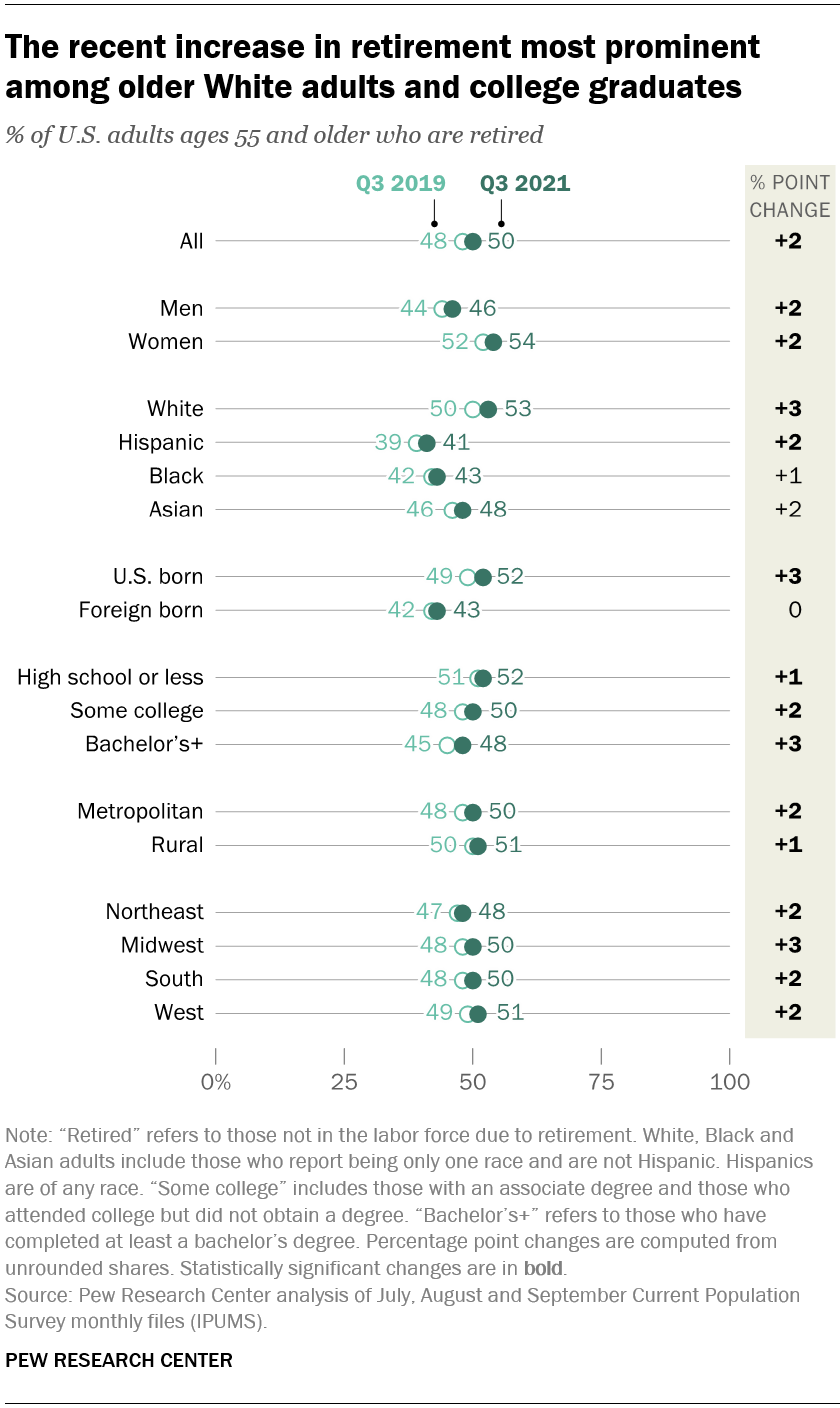 The recent increase in retirement most prominent
among older White adults and college graduates
% of U.S. adults ages 55 and older who are retired
Q3 2019 Q3 2021 % POINT
CHANGE
All 48 50 +2
Men 44 46 +2
Women 52 54 +2
White 50 53 +3
Hispanic 39 41 +2
Black 42 43 +1
Asian 46 48 +2
U.S. born 49 52 +3
Foreign born 42 43 0
High school or less 51 52 +1
Some college 48 50 +2
Bachelor's+ 45 48 +3
Metropolitan 48 50 +2
Rural 50 51 +1
Northeast 47 48 +2
Midwest 48 50 +3
South 48 50 +2
West 49 51 +2
0% 25 50 75 100
Note: “Retired” refers to those not in the labor force due to retirement. White, Black and
Asian adults include those who report being only one race and are not Hispanic. Hispanics
are of any race. “Some college” includes those with an associate degree and those who
attended college but did not obtain a degree. “Bachelor's+” refers to those who have
completed at least a bachelor's degree. Percentage point changes are computed from
unrounded shares. Statistically significant changes are in bold.
Source: Pew Research Center analysis of July, August and September Current Population
Survey monthly files (IPUMS).
PEW RESEARCH CENTER